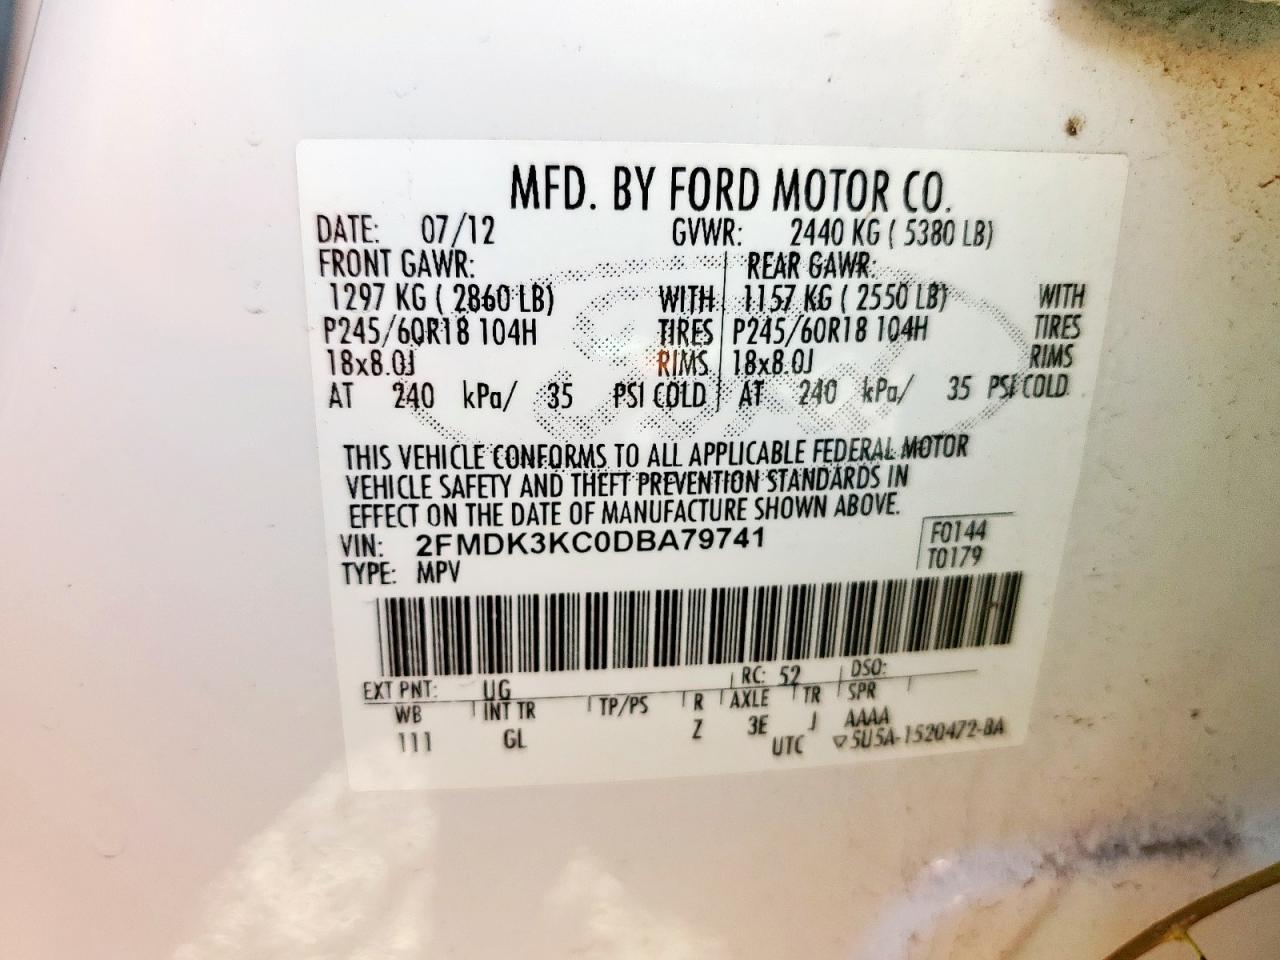 MFD. BY FORD MOTOR CO.
DATE: 07/12 GVWR: 2440 KG ( 5380 LB)
FRONT GAWR: REAR GAWR:
1297 KG ( 2860 LB) WITH 1157 KG ( 2550 LB) WITH
P245/60R18 104H TIRES P245/60R18 104H TIRES
18x8.0J RIMS 18x8.0J RIMS
AT 240 kPa/ 35 PSI COLD AT 240 kPa/ 35 PSI COLD
THIS VEHICLE CONFORMS TO ALL APPLICABLE FEDERAL MOTOR
VEHICLE SAFETY AND THEFT PREVENTION STANDARDS IN
EFFECT ON THE DATE OF MANUFACTURE SHOWN ABOVE.
VIN: 2FMDK3KC0DBA79741 F0144
TYPE: MPV T0179
EXT PNT: UG RC: 52 DSO:
WB INT TR TP/PS R AXLE TR SPR
111 GL Z 3E J AAAA
UTC ▽5U5A-1520472-BA